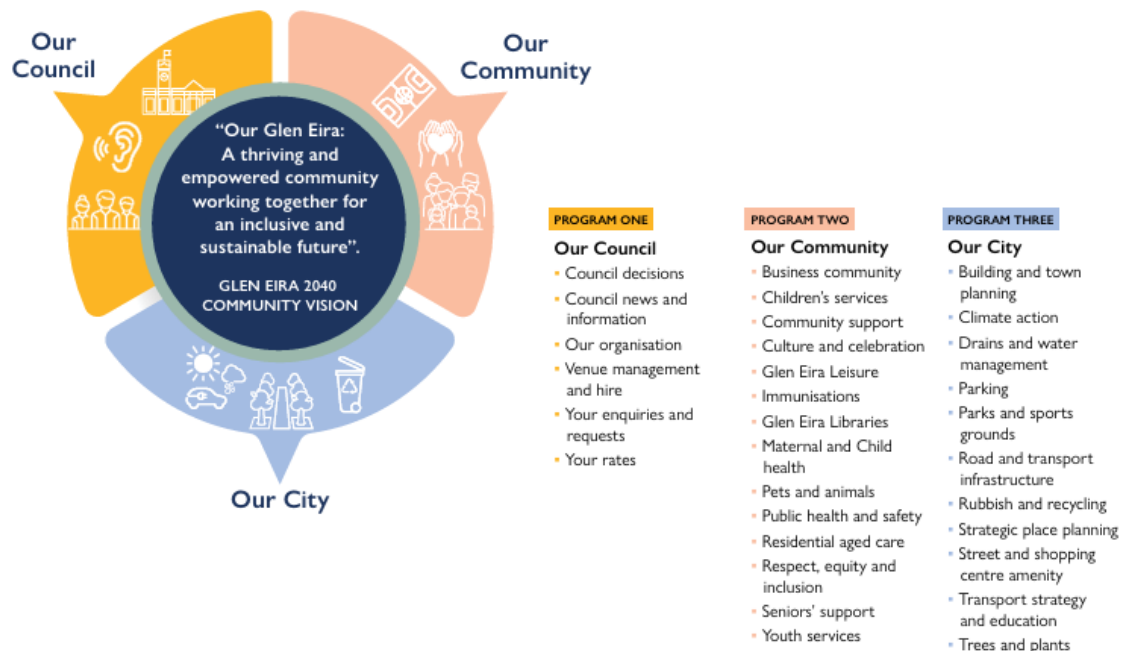 Our
Council
Our
Community
“Our Glen Eira:
A thriving and
empowered community
working together for
an inclusive and
sustainable future”.
GLEN EIRA 2040
COMMUNITY VISION
Our City
PROGRAM ONE
Our Council
▪ Council decisions
▪ Council news and
information
▪ Our organisation
▪ Venue management
and hire
▪ Your enquiries and
requests
▪ Your rates
PROGRAM TWO
Our Community
▪ Business community
▪ Children’s services
▪ Community support
▪ Culture and celebration
▪ Glen Eira Leisure
▪ Immunisations
▪ Glen Eira Libraries
▪ Maternal and Child
health
▪ Pets and animals
▪ Public health and safety
▪ Residential aged care
▪ Respect, equity and
inclusion
▪ Seniors’ support
▪ Youth services
PROGRAM THREE
Our City
▪ Building and town
planning
▪ Climate action
▪ Drains and water
management
▪ Parking
▪ Parks and sports
grounds
▪ Road and transport
infrastructure
▪ Rubbish and recycling
▪ Strategic place planning
▪ Street and shopping
centre amenity
▪ Transport strategy
and education
▪ Trees and plants